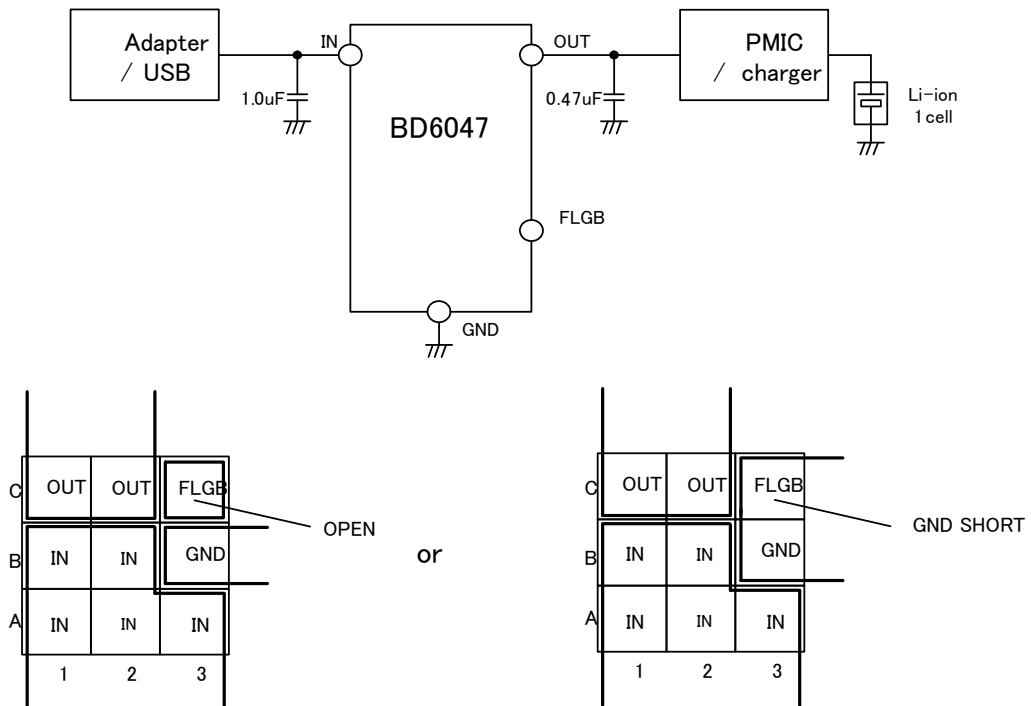 Adapter
/ USB
IN
1.0uF
BD6047
OUT
0.47uF
PMIC
/ charger
Li-ion
1cell
FLGB
GND
C OUT OUT FLGB
OPEN
B IN IN GND
A IN IN IN
1 2 3
or
C OUT OUT FLGB
GND SHORT
B IN IN GND
A IN IN IN
1 2 3